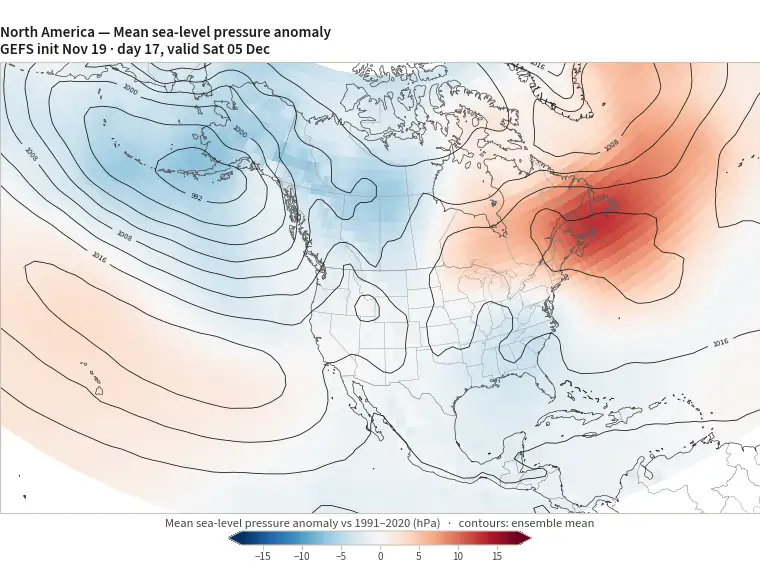 North America — Mean sea-level pressure anomaly
GEFS init Nov 19 · day 17, valid Sat 05 Dec
1016
1000
1000
1008
1008
992
1008
1016
1016
Mean sea-level pressure anomaly vs 1991–2020 (hPa) · contours: ensemble mean
−15 −10 −5 0 5 10 15